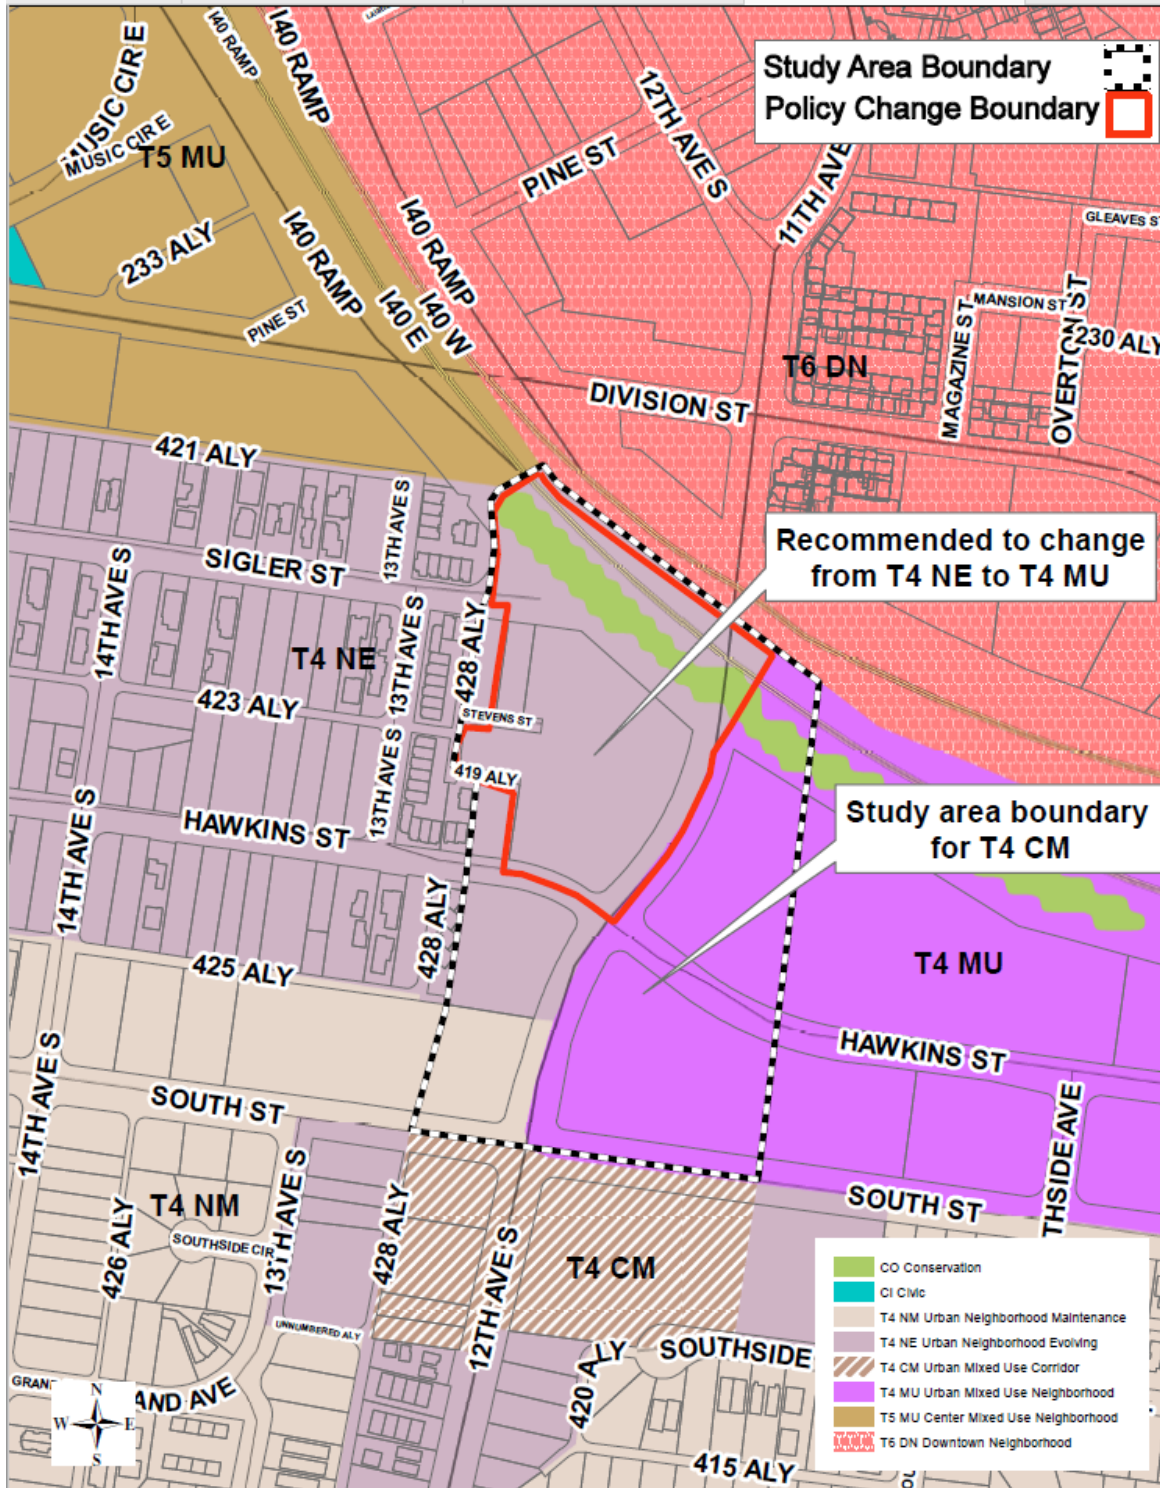 I40 RAMP
I40 RAMP
MUSIC CIR E
MUSIC CIR E
T5 MU
12TH AVE S
Study Area Boundary
Policy Change Boundary
PINE ST
11TH AVE
GLEAVES ST
233 ALY
I40 RAMP
I40 RAMP
I40 E
I40 W
PINE ST
MANSION ST
MAGAZINE ST
OVERTON ST
230 ALY
T6 DN
DIVISION ST
421 ALY
13TH AVE S
SIGLER ST
14TH AVE S
Recommended to change
from T4 NE to T4 MU
T4 NE
13TH AVE S
428 ALY
423 ALY
STEVENS ST
419 ALY
13TH AVE S
14TH AVE S
HAWKINS ST
Study area boundary
for T4 CM
428 ALY
425 ALY
T4 MU
HAWKINS ST
14TH AVE S
SOUTH ST
THSIDE AVE
T4 NM
13TH AVE S
426 ALY
SOUTHSIDE CIR
428 ALY
12TH AVE S
T4 CM
SOUTH ST
UNNUMBERED ALY
420 ALY
SOUTHSIDE
GRAN
AND AVE
415 ALY
N
W E
S
CO Conservation
CI Civic
T4 NM Urban Neighborhood Maintenance
T4 NE Urban Neighborhood Evolving
T4 CM Urban Mixed Use Corridor
T4 MU Urban Mixed Use Neighborhood
T5 MU Center Mixed Use Neighborhood
T6 DN Downtown Neighborhood